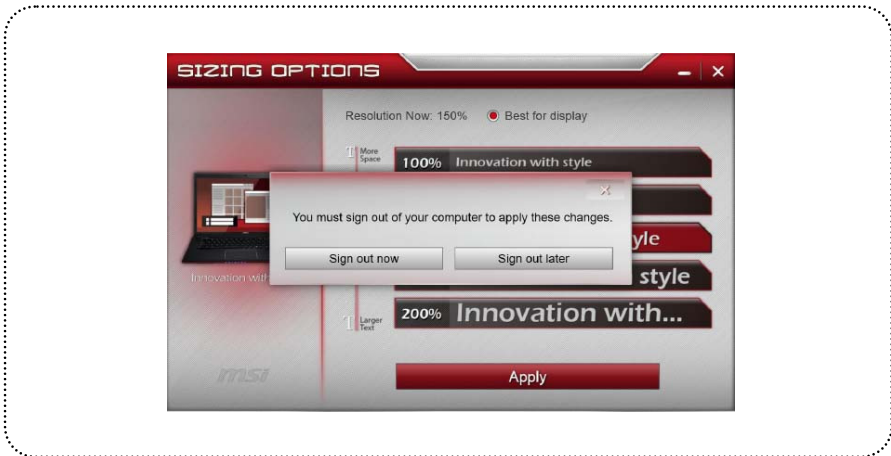 SIZING OPTIONS
Resolution Now: 150% Best for display
T More
Space
100% Innovation with style
You must sign out of your computer to apply these changes.
yle
Sign out now Sign out later
Innovation with
style
T Larger
Text
200% Innovation with...
msi
Apply